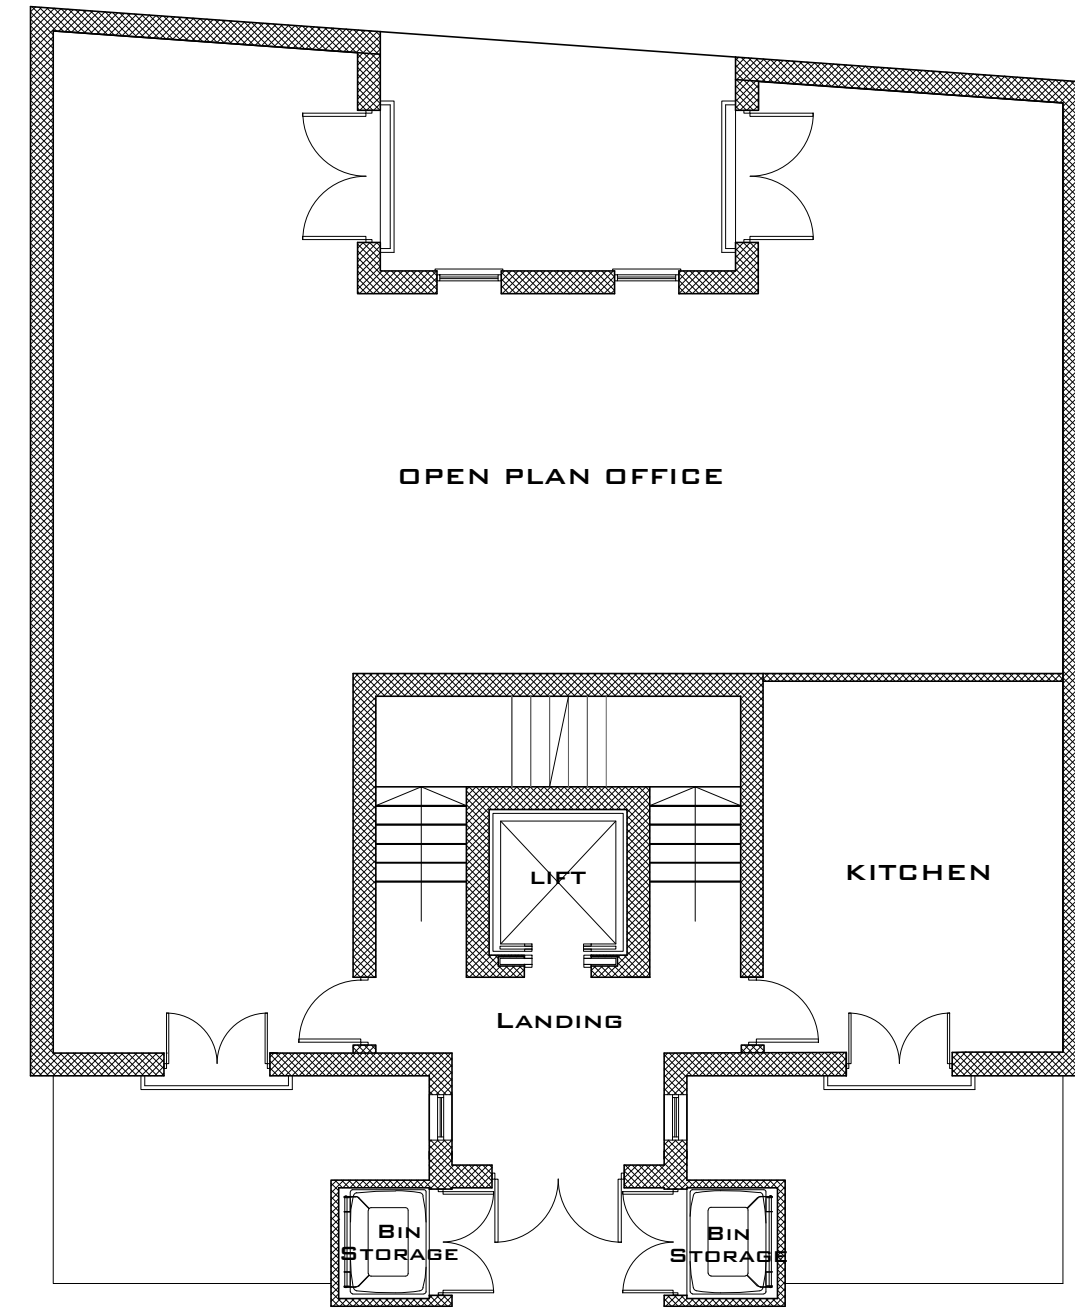 OPEN PLAN OFFICE
LIFT
KITCHEN
LANDING
BIN
STORAGE
BIN
STORAGE